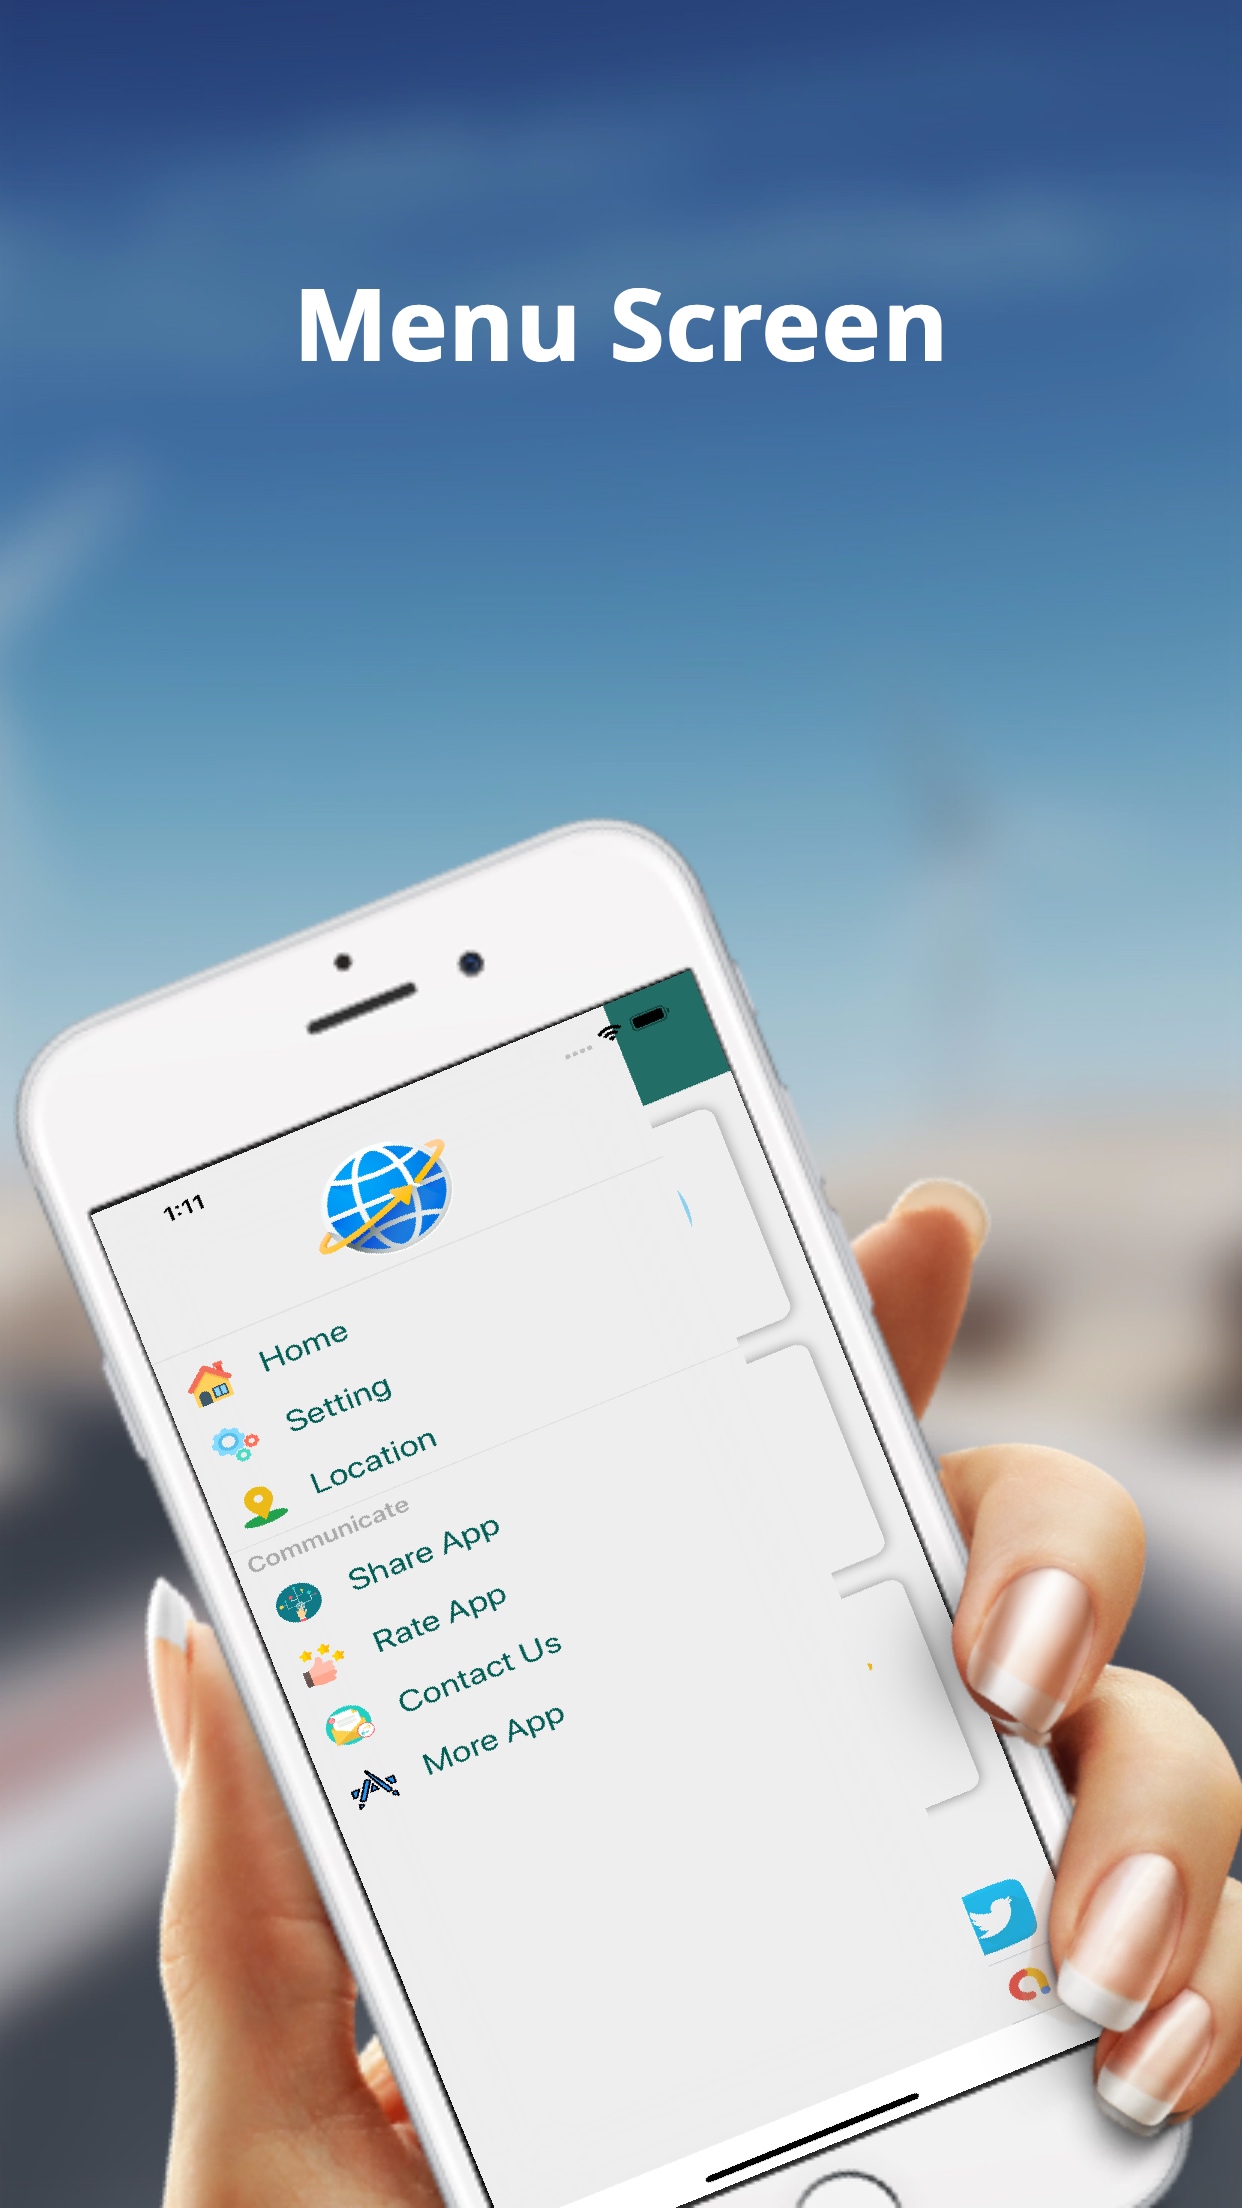 Menu Screen
1:11
Home
Setting
Location
Communicate
Share App
Rate App
Contact Us
More App